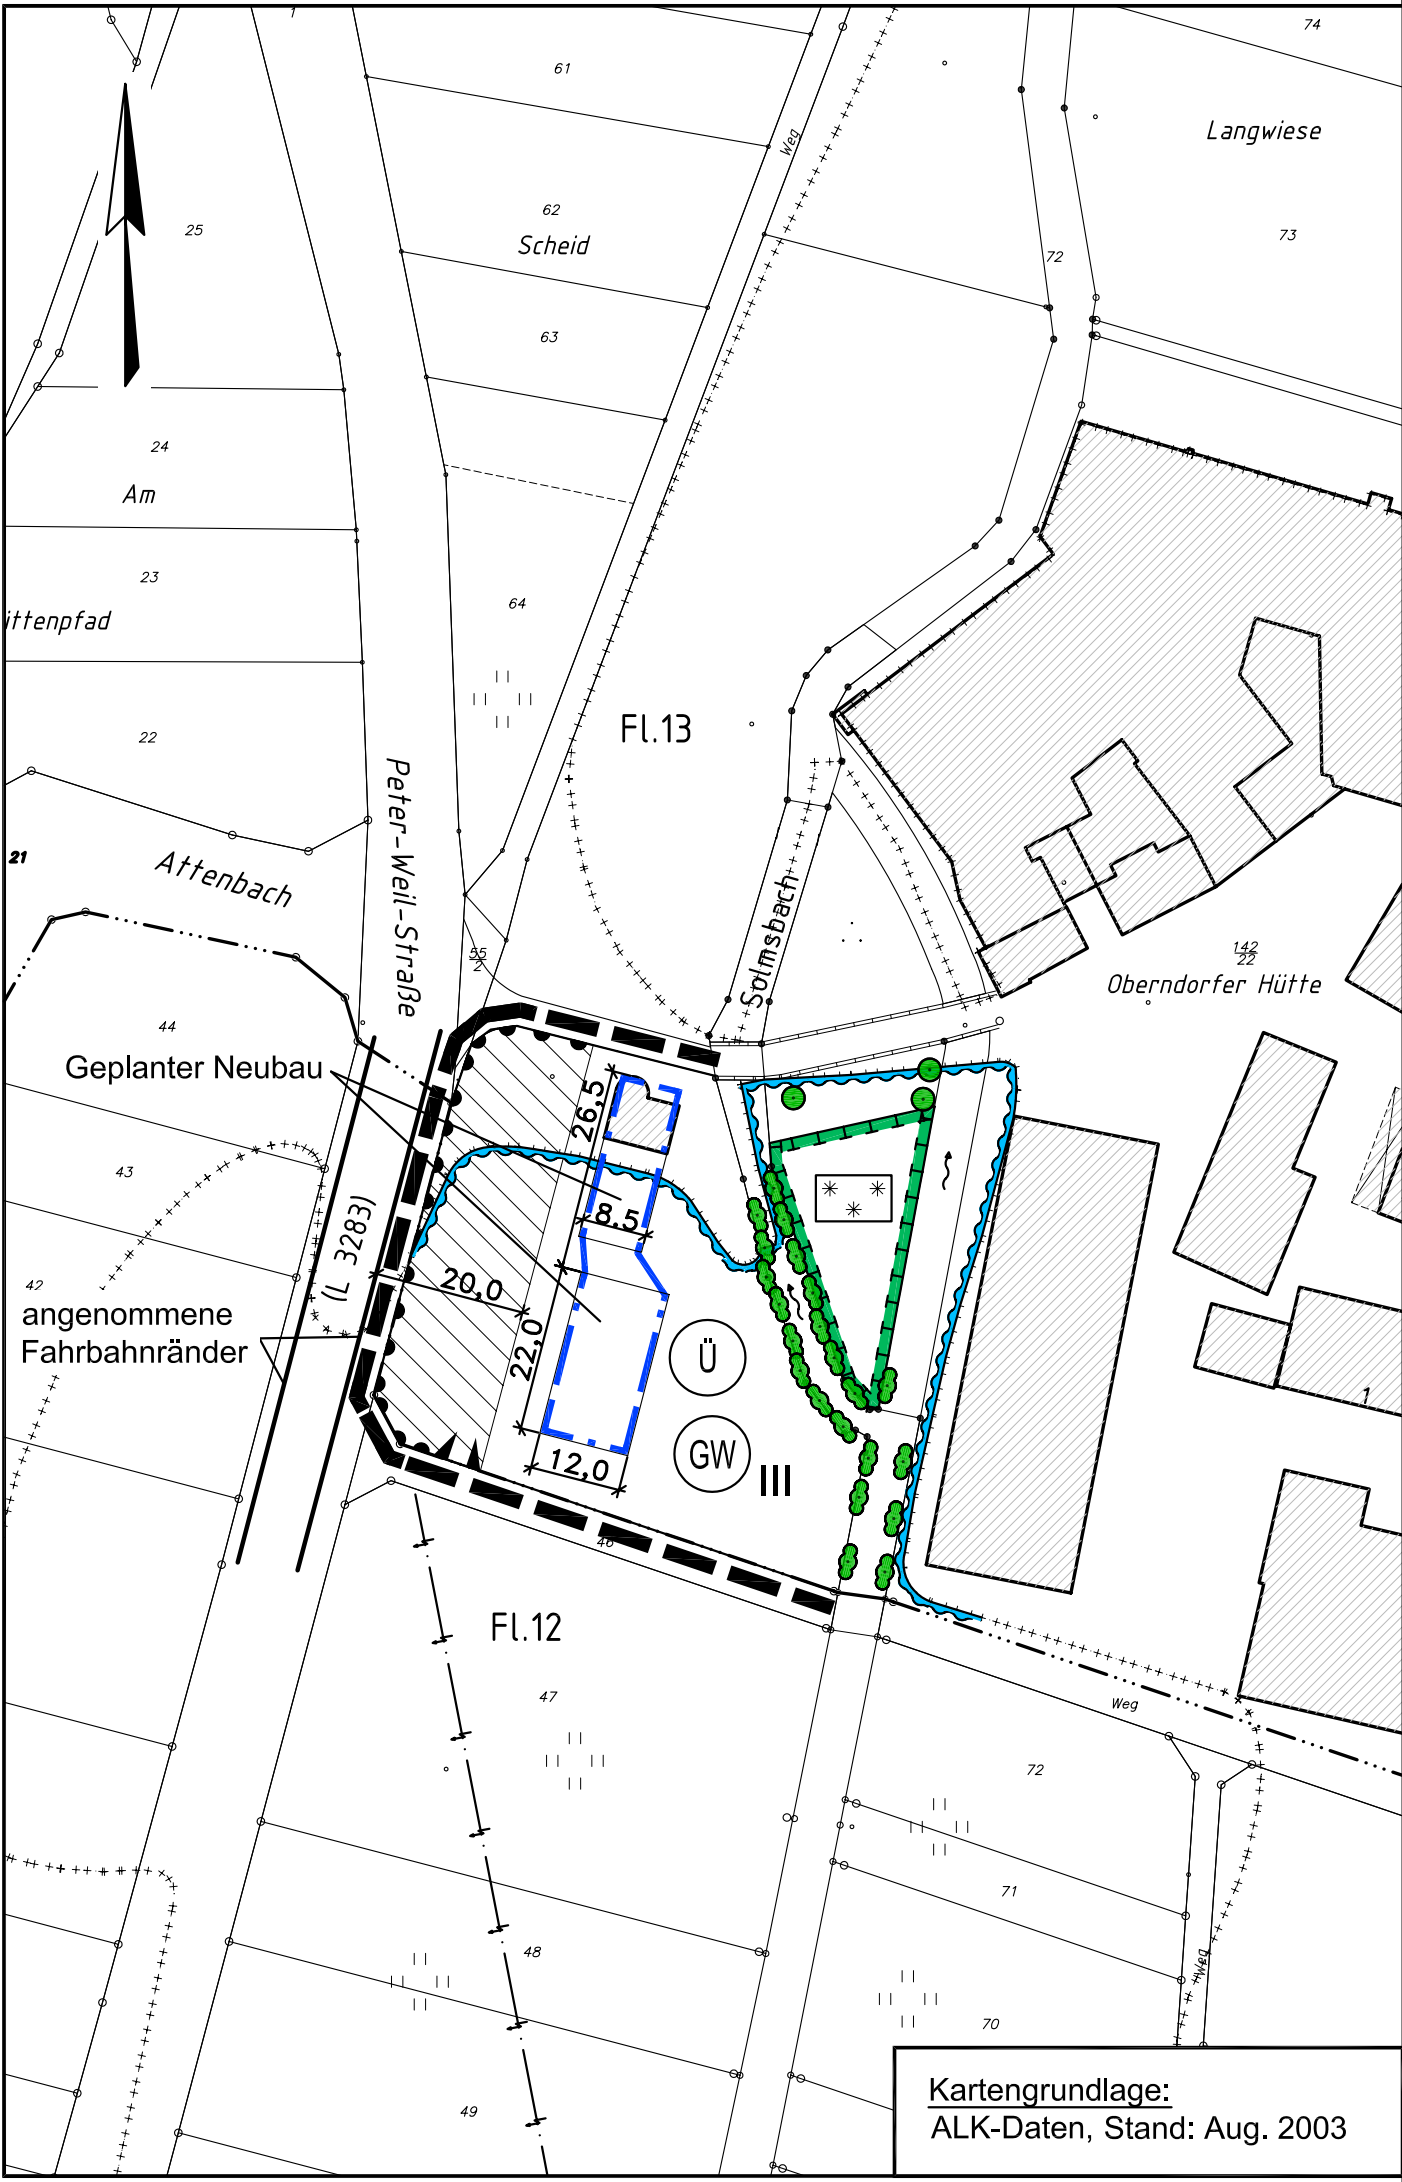 1
74
61
Weg
Langwiese
25
62
Scheid
73
72
63
24
Am
23
ittenpfad
64
22
Fl.13
Peter-Weil-Straße
21
Attenbach
Solmsbach
55
2
142
22
Oberndorfer Hütte
44
Geplanter Neubau
26,5
43
8.5
(L 3283)
42
20,0
angenommene
Fahrbahnränder
22,0
Ü
1
GW
III
12,0
46
Fl.12
47
Weg
72
71
48
Weg
70
49
Kartengrundlage:
ALK-Daten, Stand: Aug. 2003